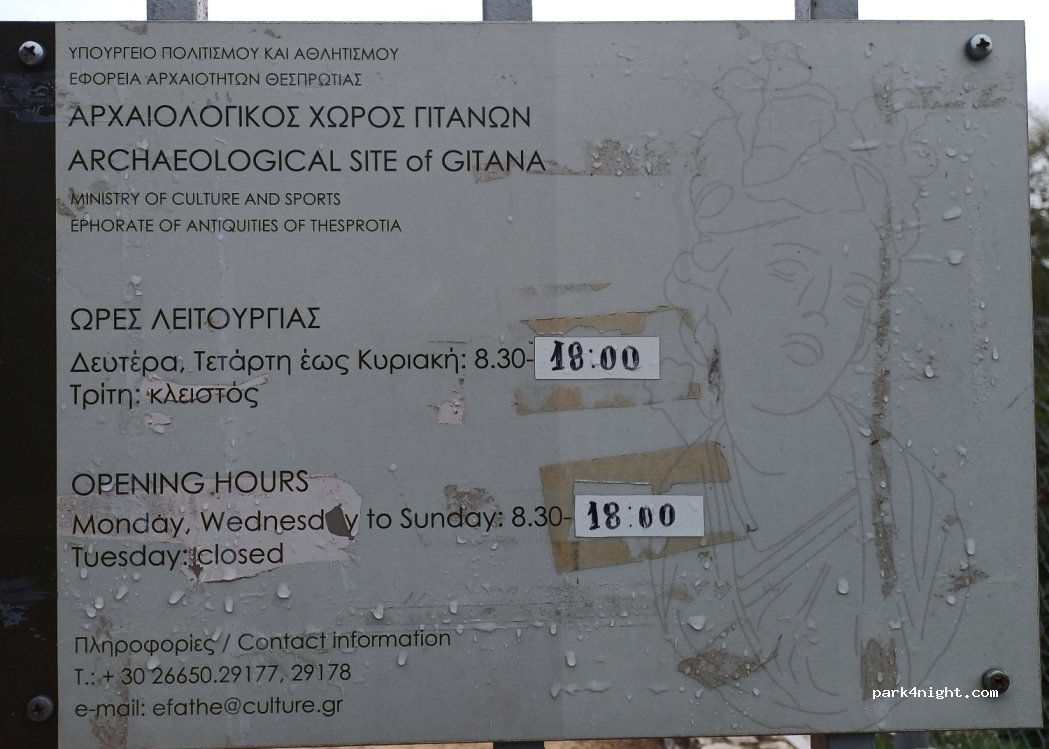 ΥΠΟΥΡΓΕΙΟ ΠΟΛΙΤΙΣΜΟΥ ΚΑΙ ΑΘΛΗΤΙΣΜΟΥ
ΕΦΟΡΕΙΑ ΑΡΧΑΙΟΤΗΤΩΝ ΘΕΣΠΡΩΤΙΑΣ
ΑΡΧΑΙΟΛΟΓΙΚΟΣ ΧΩΡΟΣ ΓΙΤΑΝΩΝ
ARCHAEOLOGICAL SITE of GITANA
MINISTRY OF CULTURE AND SPORTS
EPHORATE OF ANTIQUITIES OF THESPROTIA
ΩΡΕΣ ΛΕΙΤΟΥΡΓΙΑΣ
Δευτέρα, Τετάρτη έως Κυριακή: 8.30-18:00
Τρίτη: κλειστός
OPENING HOURS
Monday, Wednesday to Sunday: 8.30-18:00
Tuesday: closed
Πληροφορίες / Contact information
Τ.: + 30 26650.29177, 29178
e-mail: efathe@culture.gr
park4night.com